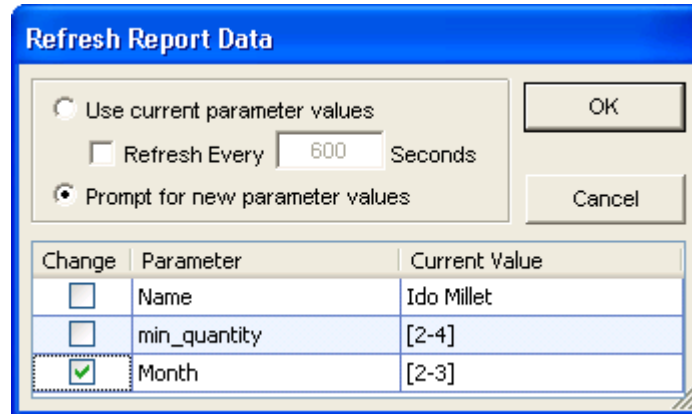 Refresh Report Data
Use current parameter values
OK
Refresh Every 600 Seconds
Prompt for new parameter values
Cancel
Change Parameter Current Value
Name Ido Millet
min_quantity [2-4]
Month [2-3]